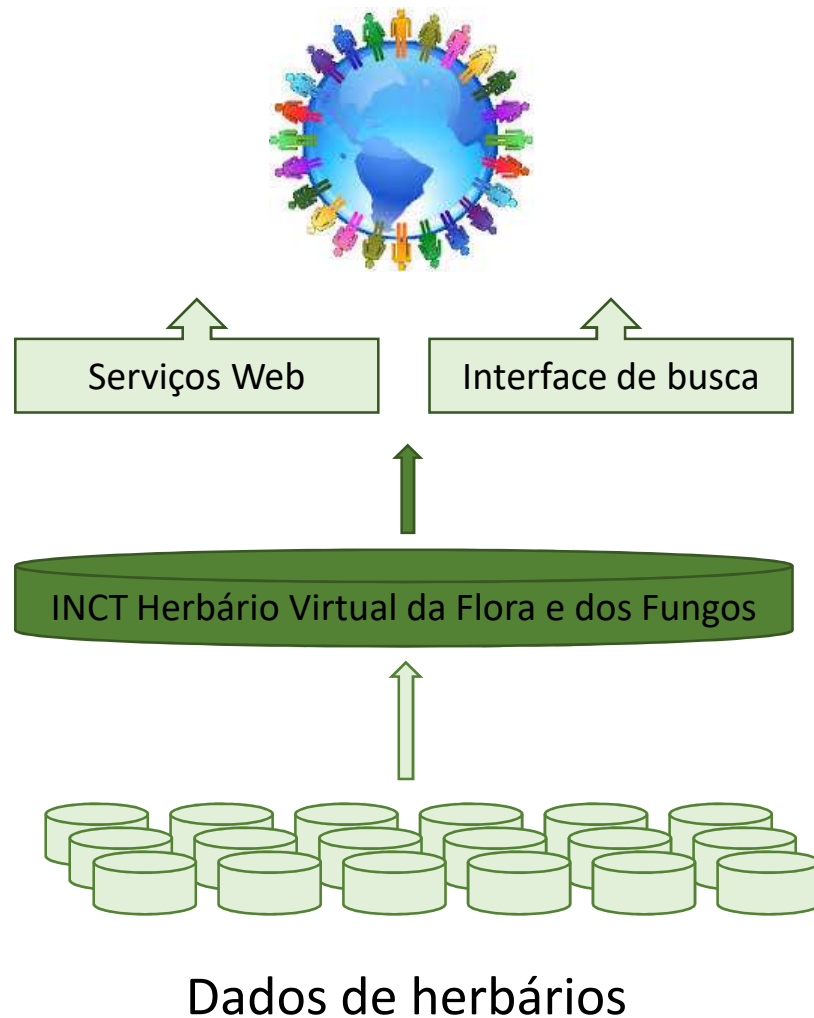 Serviços Web
Interface de busca
INCT Herbário Virtual da Flora e dos Fungos
Dados de herbários